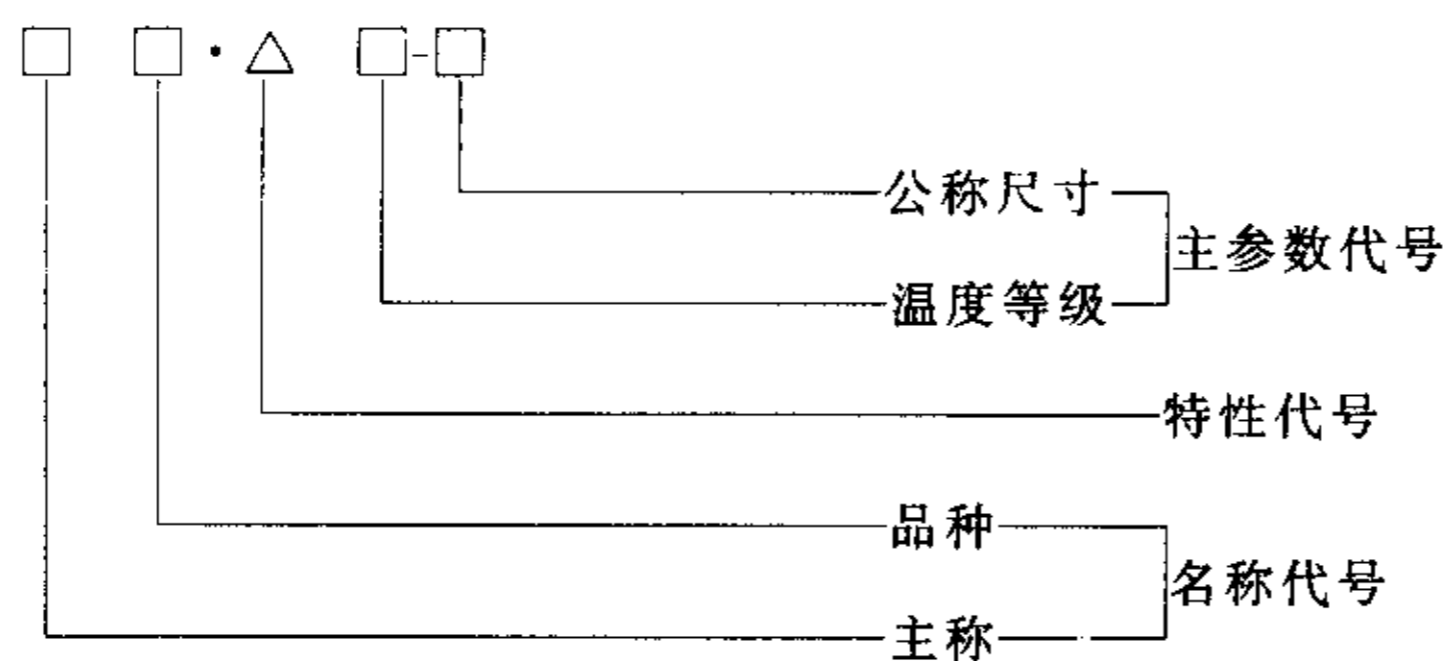 公称尺寸
主参数代号
温度等级
特性代号
品种
名称代号
主称